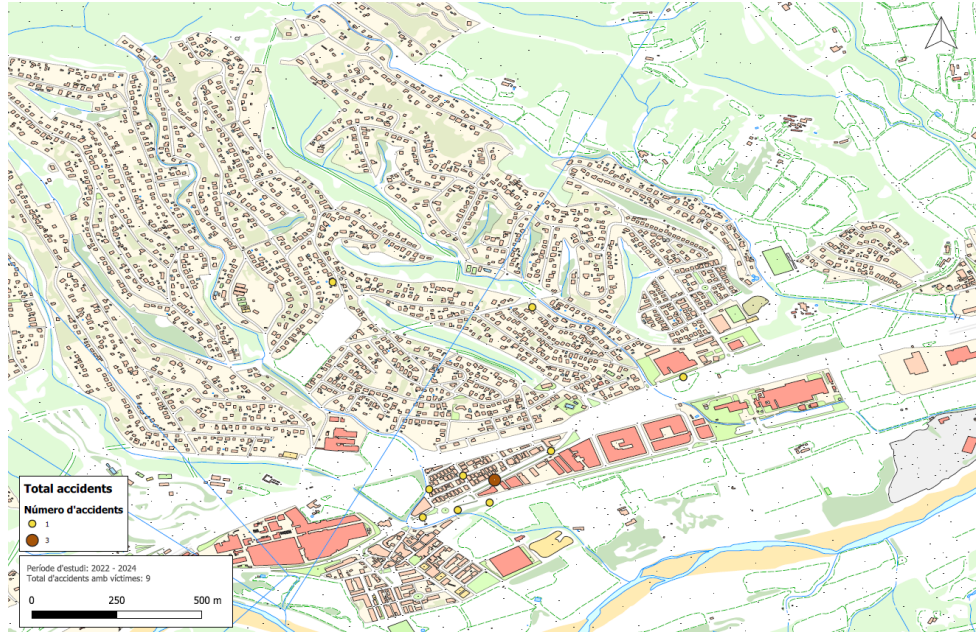 Total accidents
Número d'accidents
1
3
Període d'estudi: 2022 - 2024
Total d'accidents amb víctimes: 9
0 250 500 m